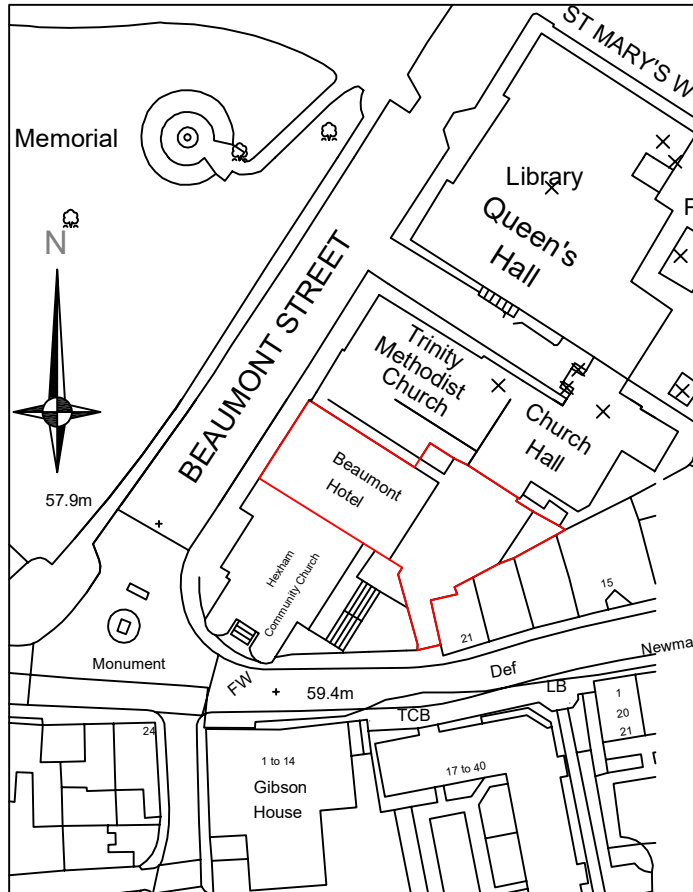 ST MARY'S W
Memorial
Library
Queen's
Hall
F
N
BEAUMONT STREET
Trinity
Methodist
Church
Church
Hall
Beaumont
Hotel
57.9m
Hexham
Community Church
15
21
Monument
FW
59.4m
Def
Newma
LB
TCB
24
1
20
21
1 to 14
Gibson
House
17 to 40